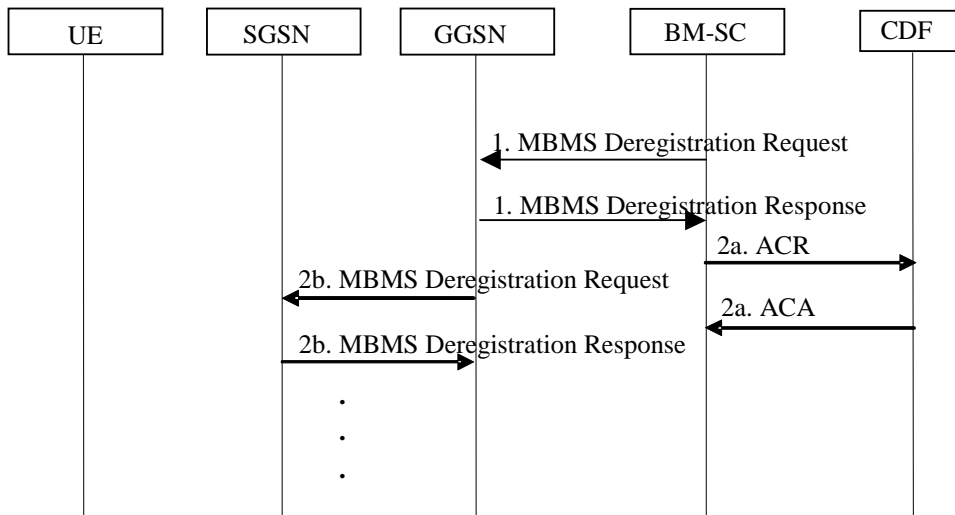 UE
SGSN
GGSN
BM-SC
CDF
1. MBMS Deregistration Request
1. MBMS Deregistration Response
2a. ACR
2b. MBMS Deregistration Request
2a. ACA
2b. MBMS Deregistration Response
.
.
.